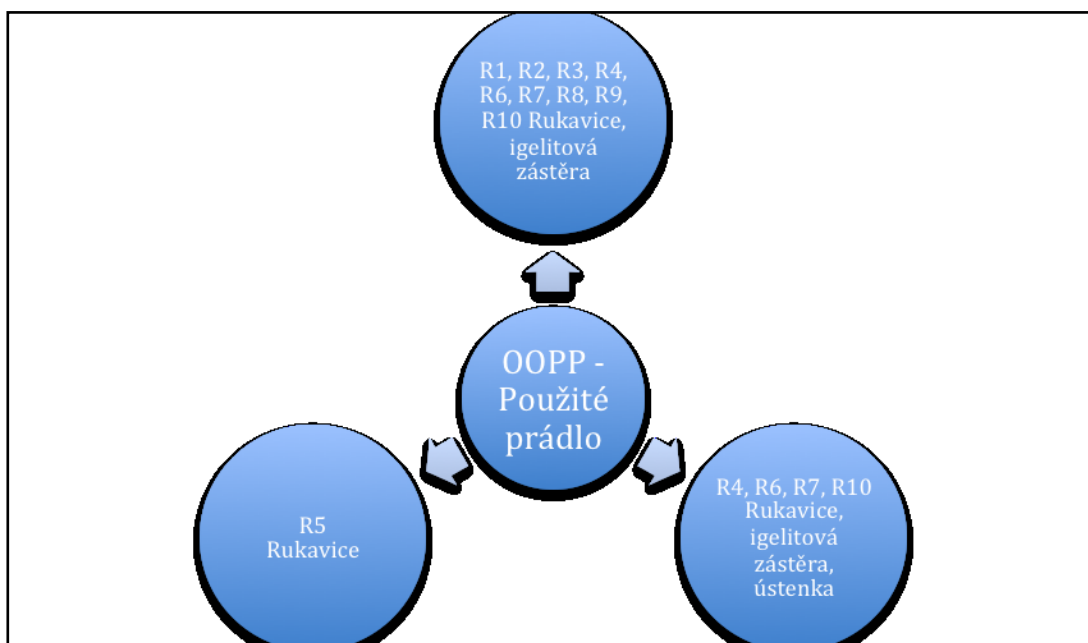 R1, R2, R3, R4,
R6, R7, R8, R9,
R10 Rukavice,
igelitová
zástěra
OOPP -
Použité
prádlo
R5
Rukavice
R4, R6, R7, R10
Rukavice,
igelitová
zástěra,
ústenka